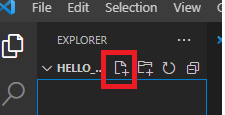 File Edit Selection View
EXPLORER ...
HELLO_...